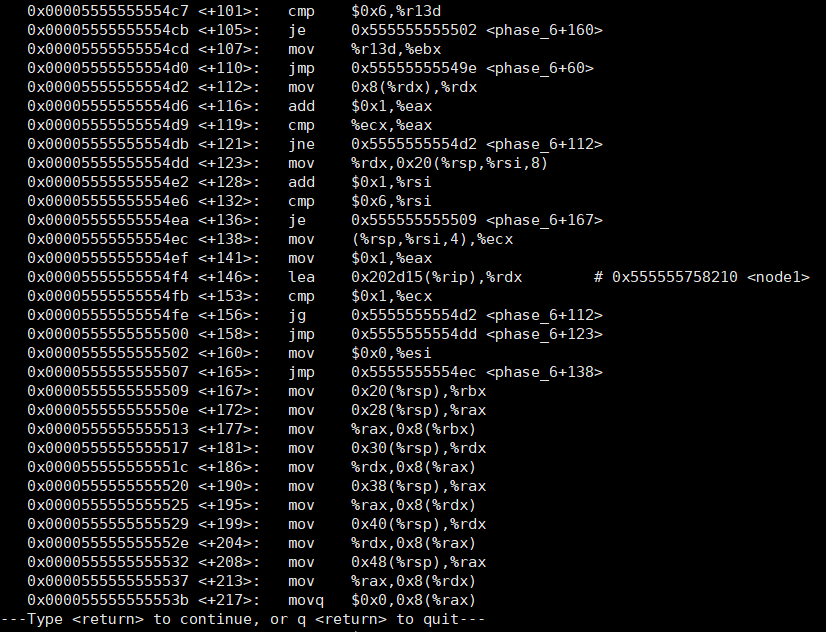 0x00005555555554c7 <+101>: cmp $0x6,%r13d
0x00005555555554cb <+105>: je 0x555555555502 <phase_6+160>
0x00005555555554cd <+107>: mov %r13d,%ebx
0x00005555555554d0 <+110>: jmp 0x55555555549e <phase_6+60>
0x00005555555554d2 <+112>: mov 0x8(%rdx),%rdx
0x00005555555554d6 <+116>: add $0x1,%eax
0x00005555555554d9 <+119>: cmp %ecx,%eax
0x00005555555554db <+121>: jne 0x5555555554d2 <phase_6+112>
0x00005555555554dd <+123>: mov %rdx,0x20(%rsp,%rsi,8)
0x00005555555554e2 <+128>: add $0x1,%rsi
0x00005555555554e6 <+132>: cmp $0x6,%rsi
0x00005555555554ea <+136>: je 0x555555555509 <phase_6+167>
0x00005555555554ec <+138>: mov (%rsp,%rsi,4),%ecx
0x00005555555554ef <+141>: mov $0x1,%eax
0x00005555555554f4 <+146>: lea 0x202d15(%rip),%rdx # 0x555555758210 <node1>
0x00005555555554fb <+153>: cmp $0x1,%ecx
0x00005555555554fe <+156>: jg 0x5555555554d2 <phase_6+112>
0x0000555555555500 <+158>: jmp 0x5555555554dd <phase_6+123>
0x0000555555555502 <+160>: mov $0x0,%esi
0x0000555555555507 <+165>: jmp 0x5555555554ec <phase_6+138>
0x0000555555555509 <+167>: mov 0x20(%rsp),%rbx
0x000055555555550e <+172>: mov 0x28(%rsp),%rax
0x0000555555555513 <+177>: mov %rax,0x8(%rbx)
0x0000555555555517 <+181>: mov 0x30(%rsp),%rdx
0x000055555555551c <+186>: mov %rdx,0x8(%rax)
0x0000555555555520 <+190>: mov 0x38(%rsp),%rax
0x0000555555555525 <+195>: mov %rax,0x8(%rdx)
0x0000555555555529 <+199>: mov 0x40(%rsp),%rdx
0x000055555555552e <+204>: mov %rdx,0x8(%rax)
0x0000555555555532 <+208>: mov 0x48(%rsp),%rax
0x0000555555555537 <+213>: mov %rax,0x8(%rdx)
0x000055555555553b <+217>: movq $0x0,0x8(%rax)
---Type <return> to continue, or q <return> to quit---